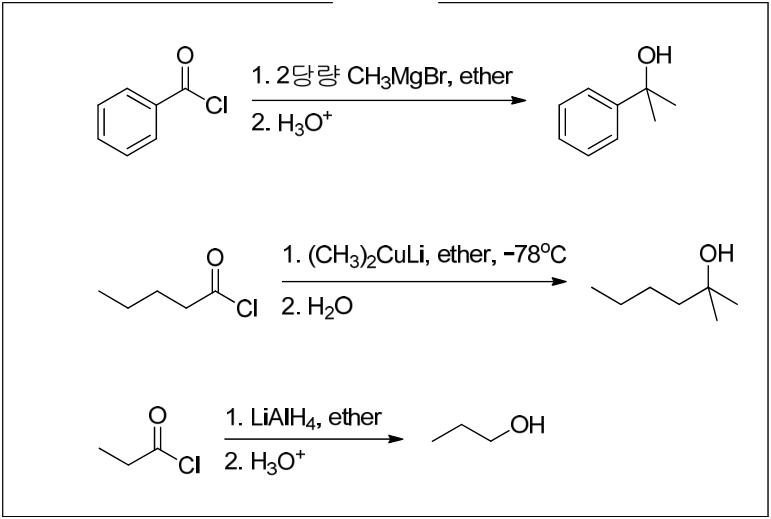 O
Cl
1. 2당량 CH₃MgBr, ether
2. H₃O⁺
OH
O
Cl
1. (CH₃)₂CuLi, ether, -78°C
2. H₂O
OH
O
Cl
1. LiAlH₄, ether
2. H₃O⁺
OH